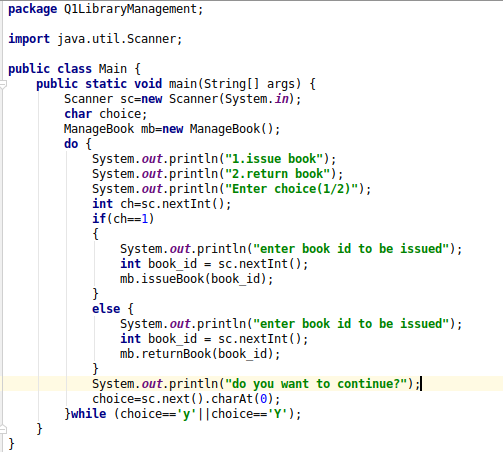 package Q1LibraryManagement;
import java.util.Scanner;
public class Main {
public static void main(String[] args) {
Scanner sc=new Scanner(System.in);
char choice;
ManageBook mb=new ManageBook();
do {
System.out.println("1.issue book");
System.out.println("2.return book");
System.out.println("Enter choice(1/2)");
int ch=sc.nextInt();
if(ch==1)
{
System.out.println("enter book id to be issued");
int book_id = sc.nextInt();
mb.issueBook(book_id);
}
else {
System.out.println("enter book id to be issued");
int book_id = sc.nextInt();
mb.returnBook(book_id);
}
System.out.println("do you want to continue?");
choice=sc.next().charAt(0);
}while (choice=='y'||choice=='Y');
}
}